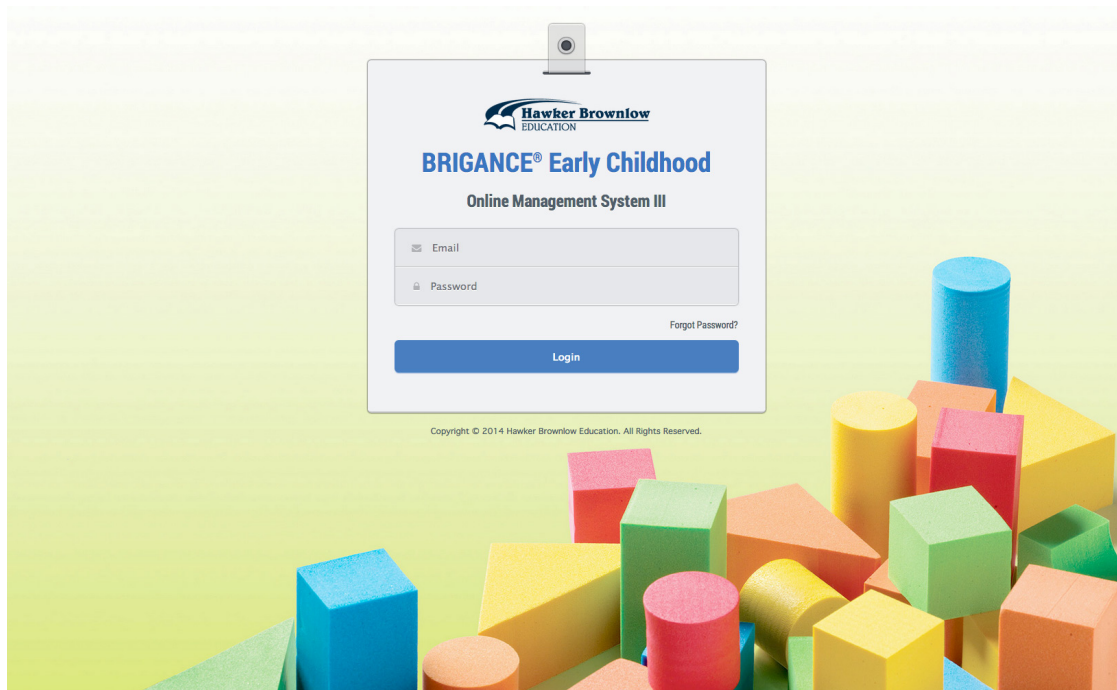 Hawker Brownlow
EDUCATION
BRIGANCE® Early Childhood
Online Management System III
Email
Password
Forgot Password?
Login
Copyright © 2014 Hawker Brownlow Education. All Rights Reserved.